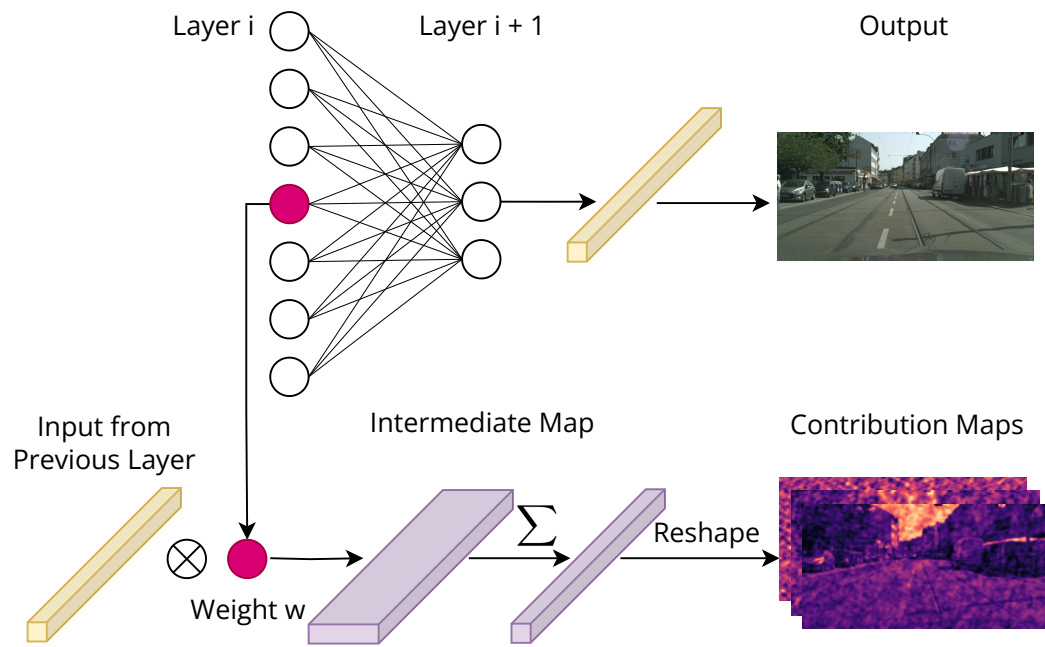 Layer i
Layer i + 1
Output
Input from
Previous Layer
Intermediate Map
Contribution Maps
∑
Reshape
Weight w